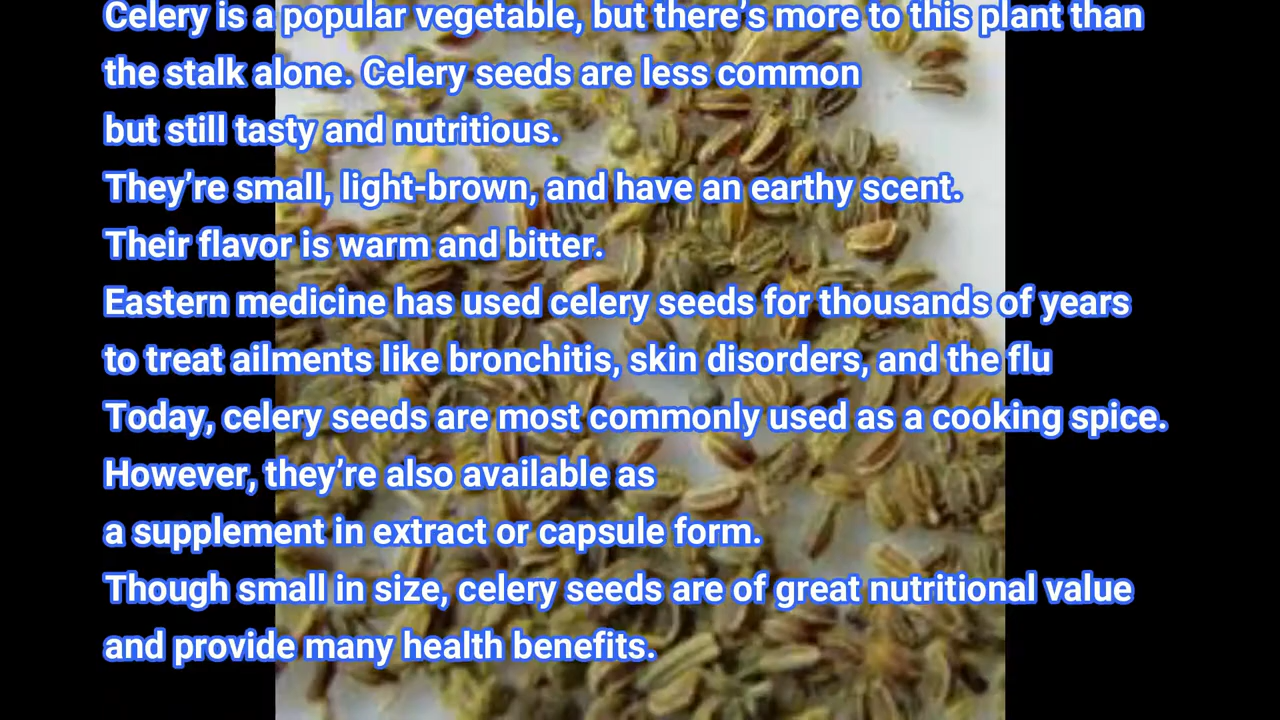 Celery is a popular vegetable, but there’s more to this plant than
the stalk alone. Celery seeds are less common
but still tasty and nutritious.
They’re small, light-brown, and have an earthy scent.
Their flavor is warm and bitter.
Eastern medicine has used celery seeds for thousands of years
to treat ailments like bronchitis, skin disorders, and the flu
Today, celery seeds are most commonly used as a cooking spice.
However, they’re also available as
a supplement in extract or capsule form.
Though small in size, celery seeds are of great nutritional value
and provide many health benefits.